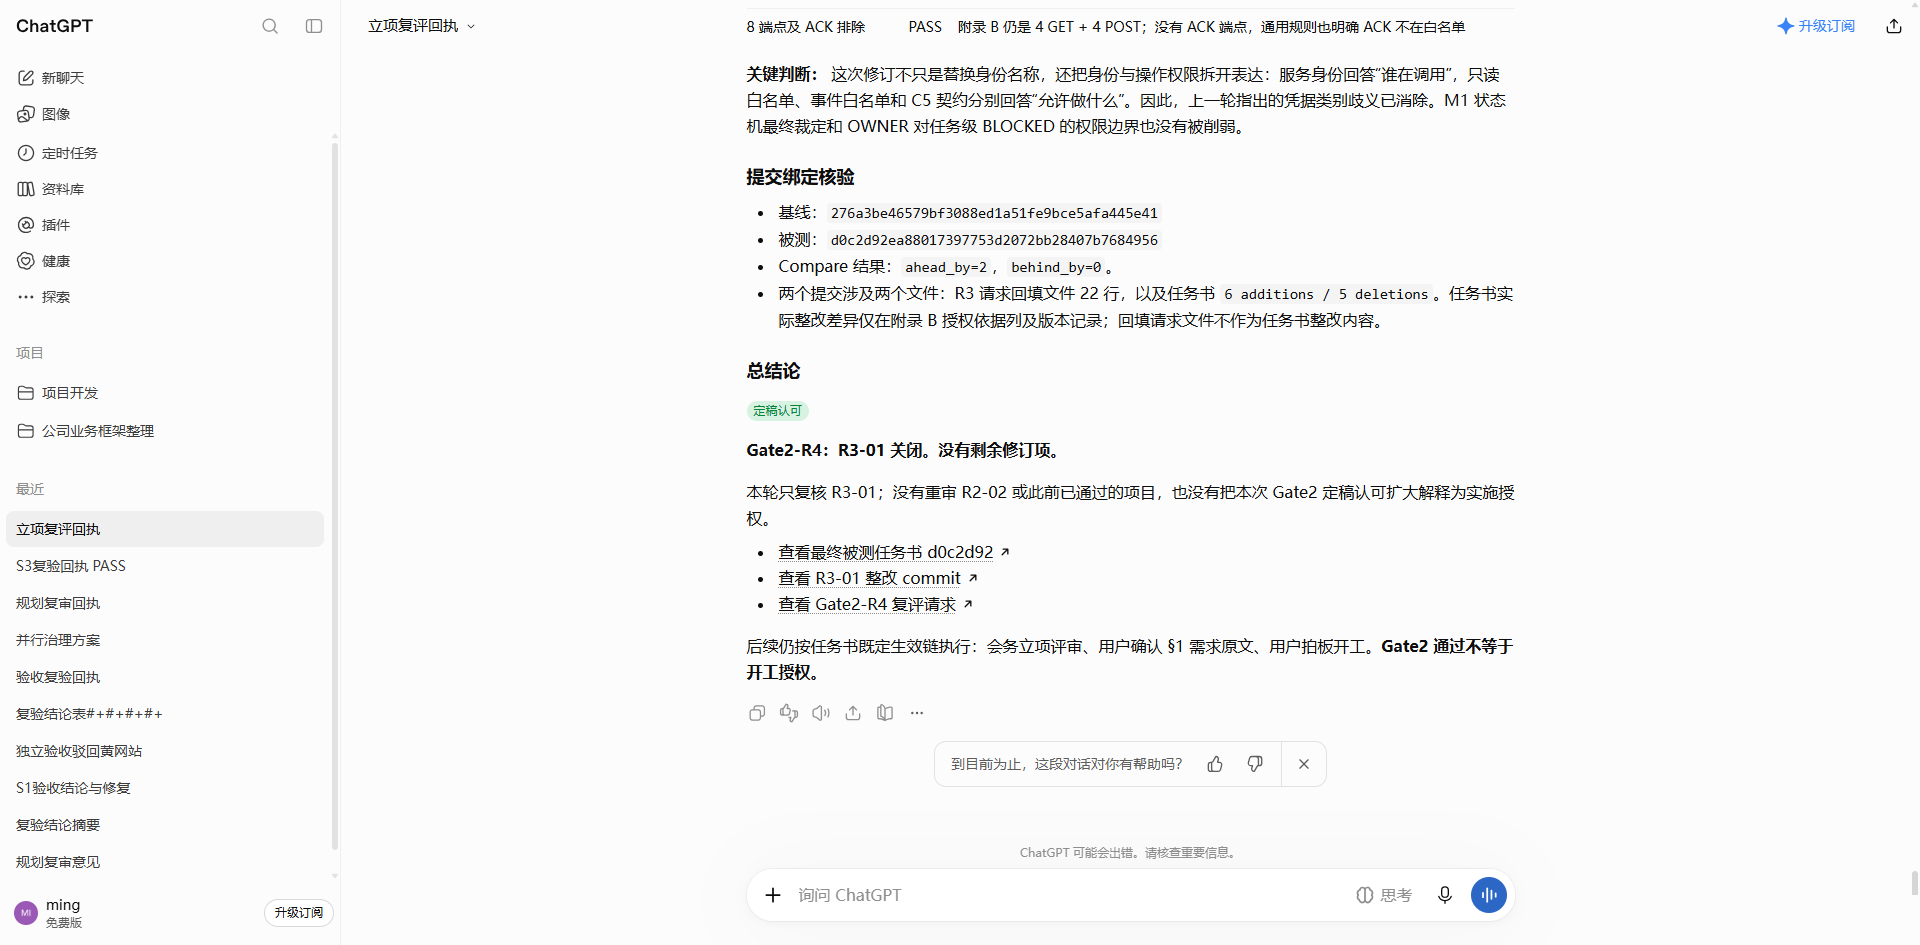 ChatGPT
新聊天
图像
定时任务
资料库
插件
健康
探索
项目
项目开发
公司业务框架整理
最近
立项复评回执
S3复验回执 PASS
规划复审回执
并行治理方案
验收复验回执
复验结论表#+#+#+#+
独立验收驳回黄网站
S1验收结论与修复
复验结论摘要
规划复审意见
MI
ming
免费版
升级订阅
立项复评回执
升级订阅
8 端点及 ACK 排除 PASS 附录 B 仍是 4 GET + 4 POST；没有 ACK 端点，通用规则也明确 ACK 不在白名单
关键判断： 这次修订不只是替换身份名称，还把身份与操作权限拆开表达：服务身份回答“谁在调用”，只读
白名单、事件白名单和 C5 契约分别回答“允许做什么”。因此，上一轮指出的凭据类别歧义已消除。M1 状态
机最终裁定和 OWNER 对任务级 BLOCKED 的权限边界也没有被削弱。
提交绑定核验
• 基线： 276a3be46579bf3088ed1a51fe9bce5afa445e41
• 被测： d0c2d92ea88017397753d2072bb28407b7684956
• Compare 结果： ahead_by=2 ， behind_by=0 。
• 两个提交涉及两个文件：R3 请求回填文件 22 行，以及任务书 6 additions / 5 deletions 。任务书实
际整改差异仅在附录 B 授权依据列及版本记录；回填请求文件不作为任务书整改内容。
总结论
定稿认可
Gate2-R4：R3-01 关闭。没有剩余修订项。
本轮只复核 R3-01；没有重审 R2-02 或此前已通过的项目，也没有把本次 Gate2 定稿认可扩大解释为实施授
权。
• 查看最终被测任务书 d0c2d92 ↗
• 查看 R3-01 整改 commit ↗
• 查看 Gate2-R4 复评请求 ↗
后续仍按任务书既定生效链执行：会务立项评审、用户确认 §1 需求原文、用户拍板开工。Gate2 通过不等于
开工授权。
到目前为止，这段对话对你有帮助吗？
ChatGPT 可能会出错。请核查重要信息。
询问 ChatGPT
思考